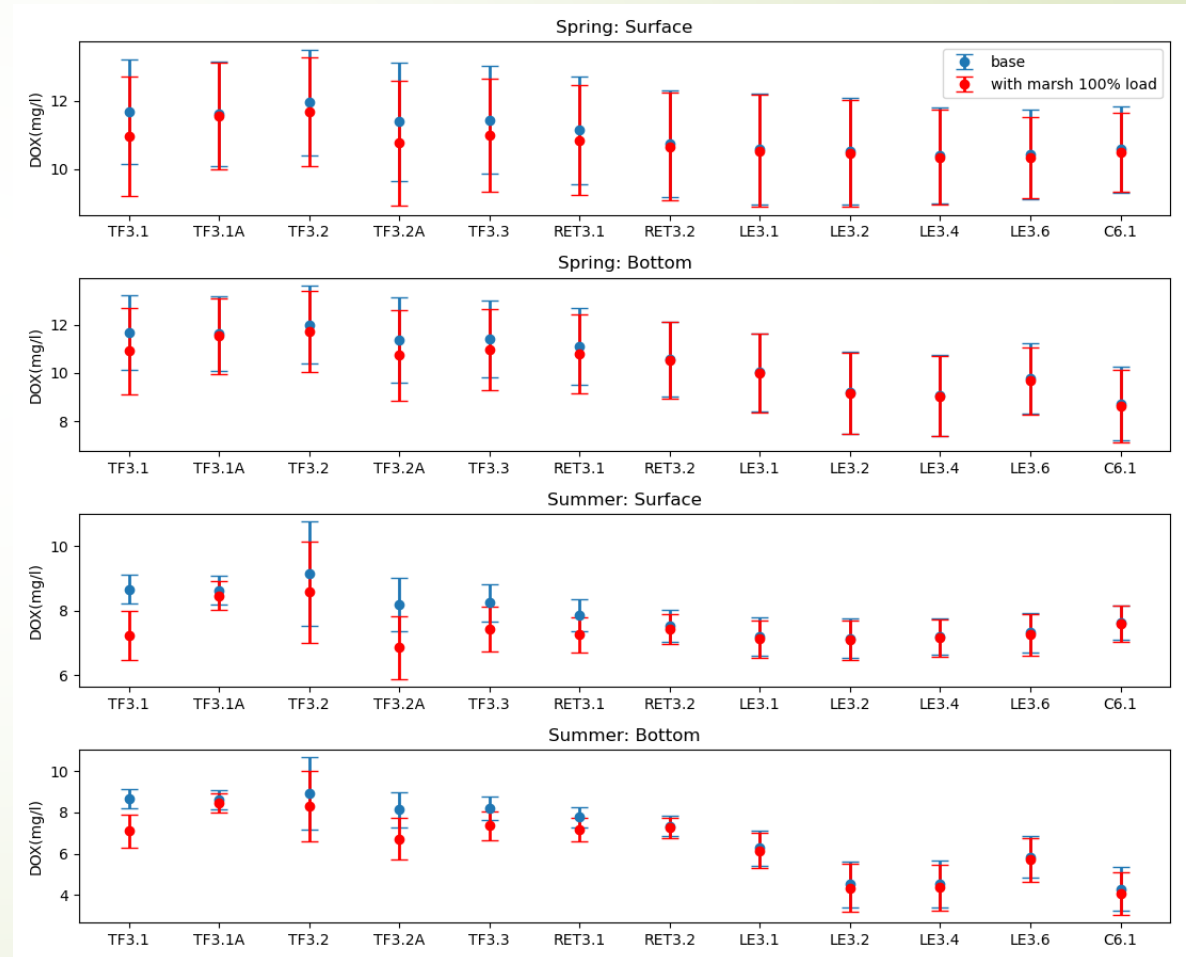 Spring: Surface
DOX(mg/l)
12
10
base
with marsh 100% load
TF3.1 TF3.1A TF3.2 TF3.2A TF3.3 RET3.1 RET3.2 LE3.1 LE3.2 LE3.4 LE3.6 C6.1
Spring: Bottom
DOX(mg/l)
12
10
8
TF3.1 TF3.1A TF3.2 TF3.2A TF3.3 RET3.1 RET3.2 LE3.1 LE3.2 LE3.4 LE3.6 C6.1
Summer: Surface
DOX(mg/l)
10
8
6
TF3.1 TF3.1A TF3.2 TF3.2A TF3.3 RET3.1 RET3.2 LE3.1 LE3.2 LE3.4 LE3.6 C6.1
Summer: Bottom
DOX(mg/l)
10
8
6
4
TF3.1 TF3.1A TF3.2 TF3.2A TF3.3 RET3.1 RET3.2 LE3.1 LE3.2 LE3.4 LE3.6 C6.1